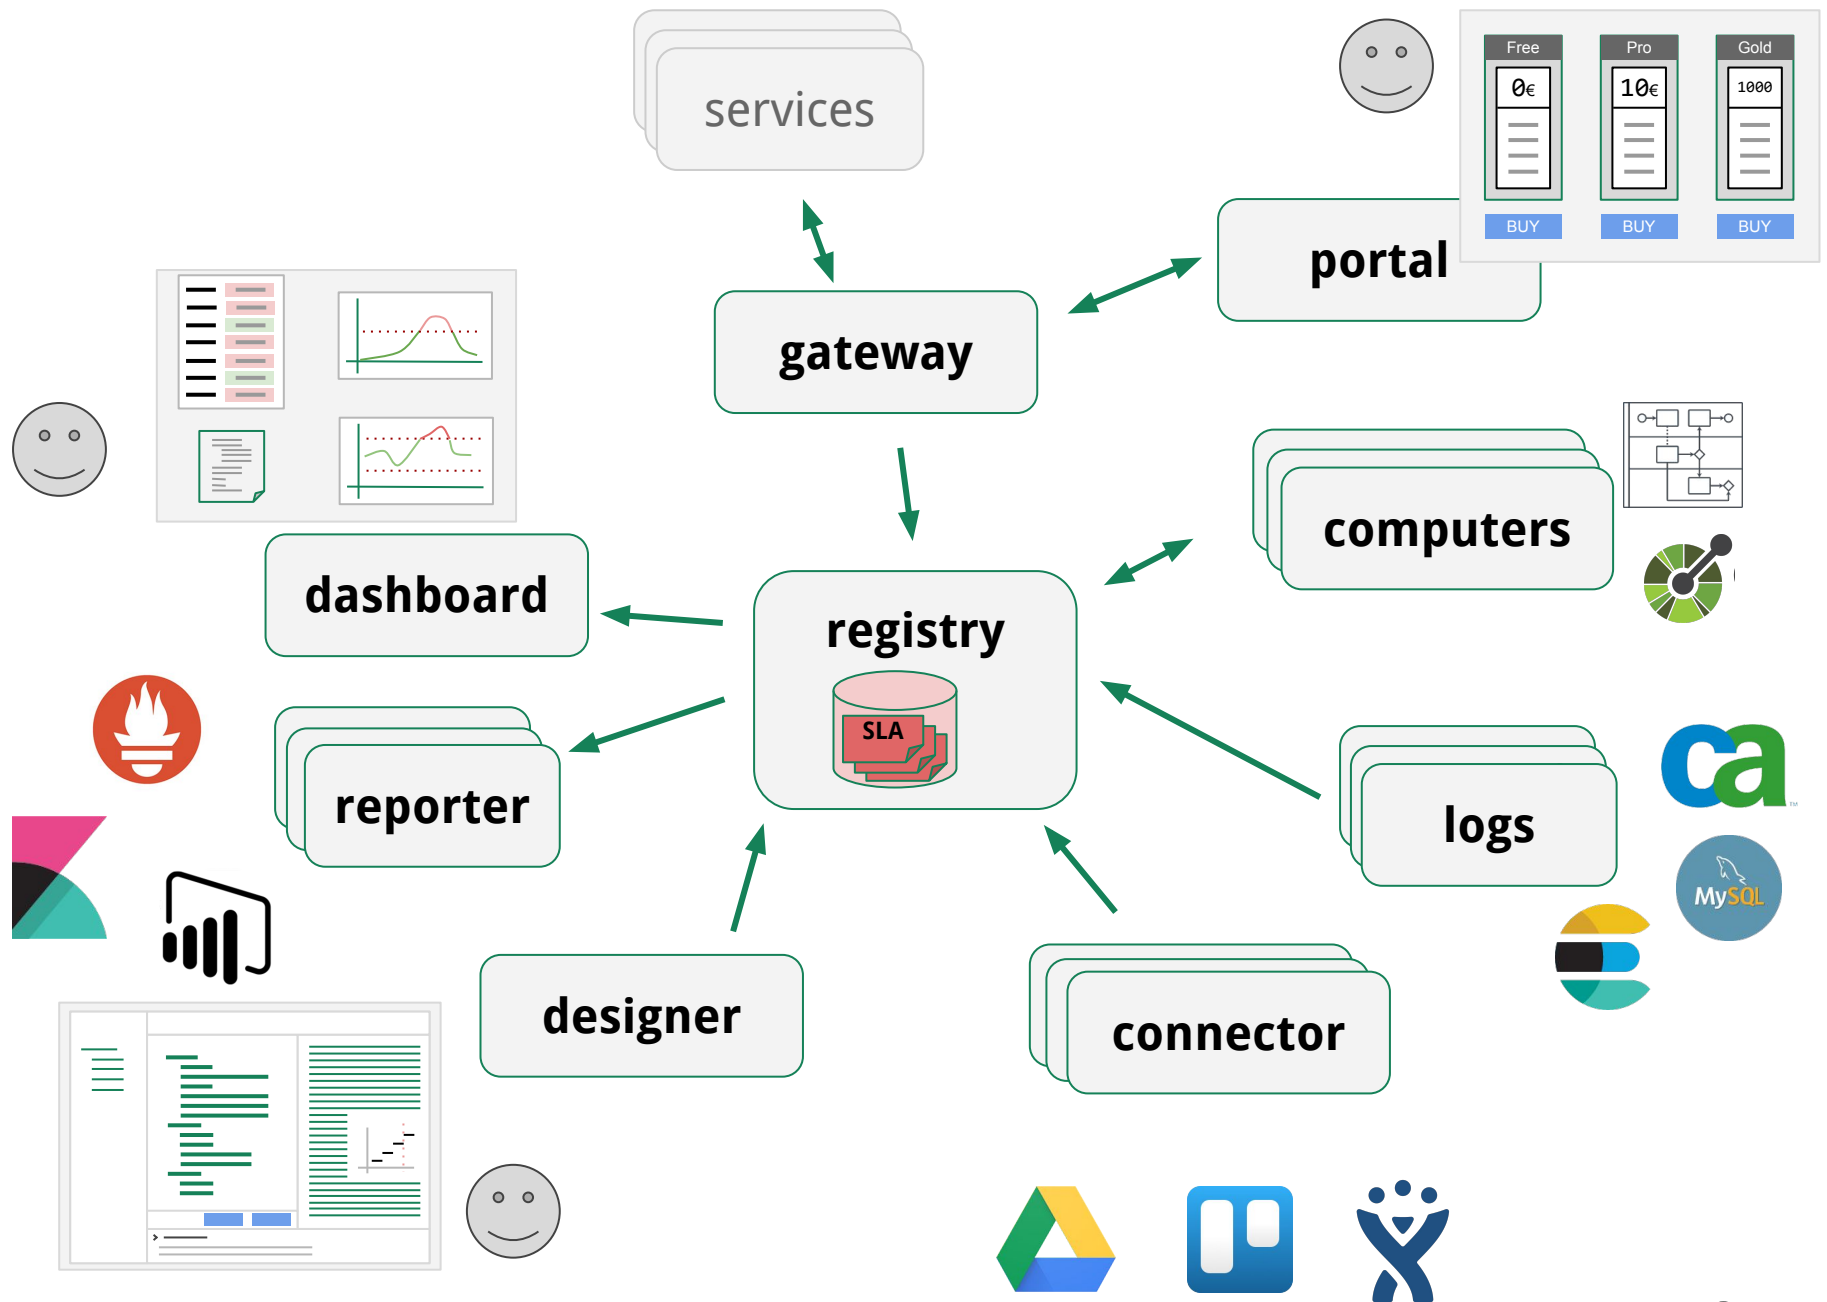 services
Free
Pro
Gold
0€
10€
1000
BUY
BUY
BUY
portal
gateway
computers
dashboard
registry
SLA
reporter
logs
ca
TM
MySQL
designer
connector